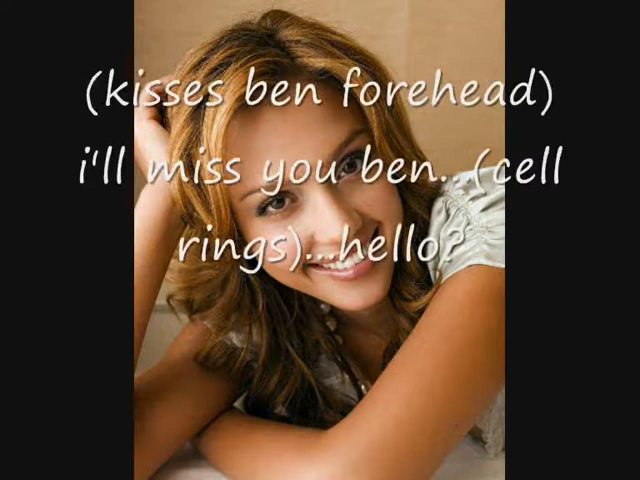 (kisses ben forehead)
i'll miss you ben...(cell
rings)...hello?